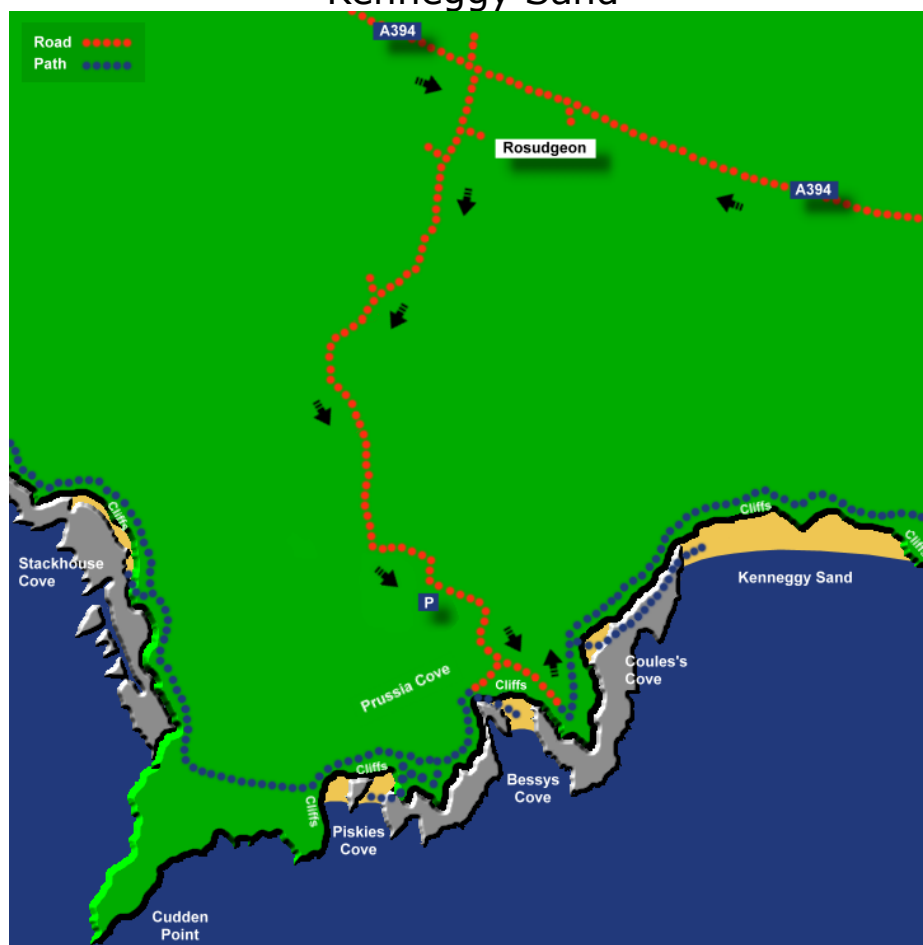 Kenneggy Sand
A394
Road
Path
Rosudgeon
A394
Cliffs
Cliffs
Cliffs
Stackhouse
Cove
Kenneggy Sand
P
Coules's
Cove
Prussia Cove
Cliffs
Cliffs
Cliffs
Bessys
Cove
Piskies
Cove
Cudden
Point